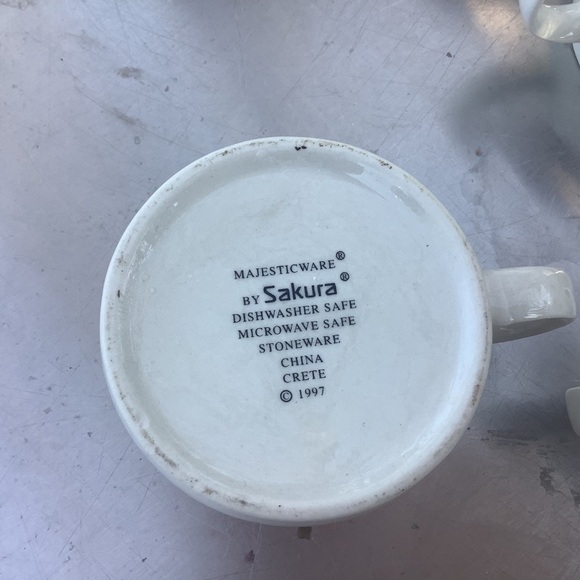 MAJESTICWARE®
BY Sakura®
DISHWASHER SAFE
MICROWAVE SAFE
STONEWARE
CHINA
CRETE
© 1997